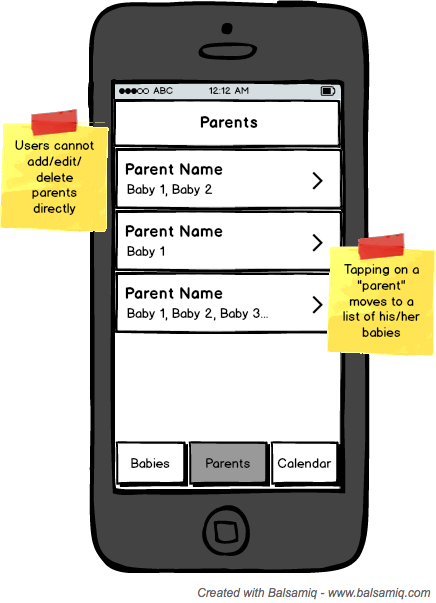 ABC 12:12 AM
Parents
Users cannot
add/edit/
delete
parents
directly
Parent Name
Baby 1, Baby 2
Parent Name
Baby 1
Tapping on a
"parent"
moves to a
list of his/her
babies
Parent Name
Baby 1, Baby 2, Baby 3...
Babies Parents Calendar
Created with Balsamiq - www.balsamiq.com